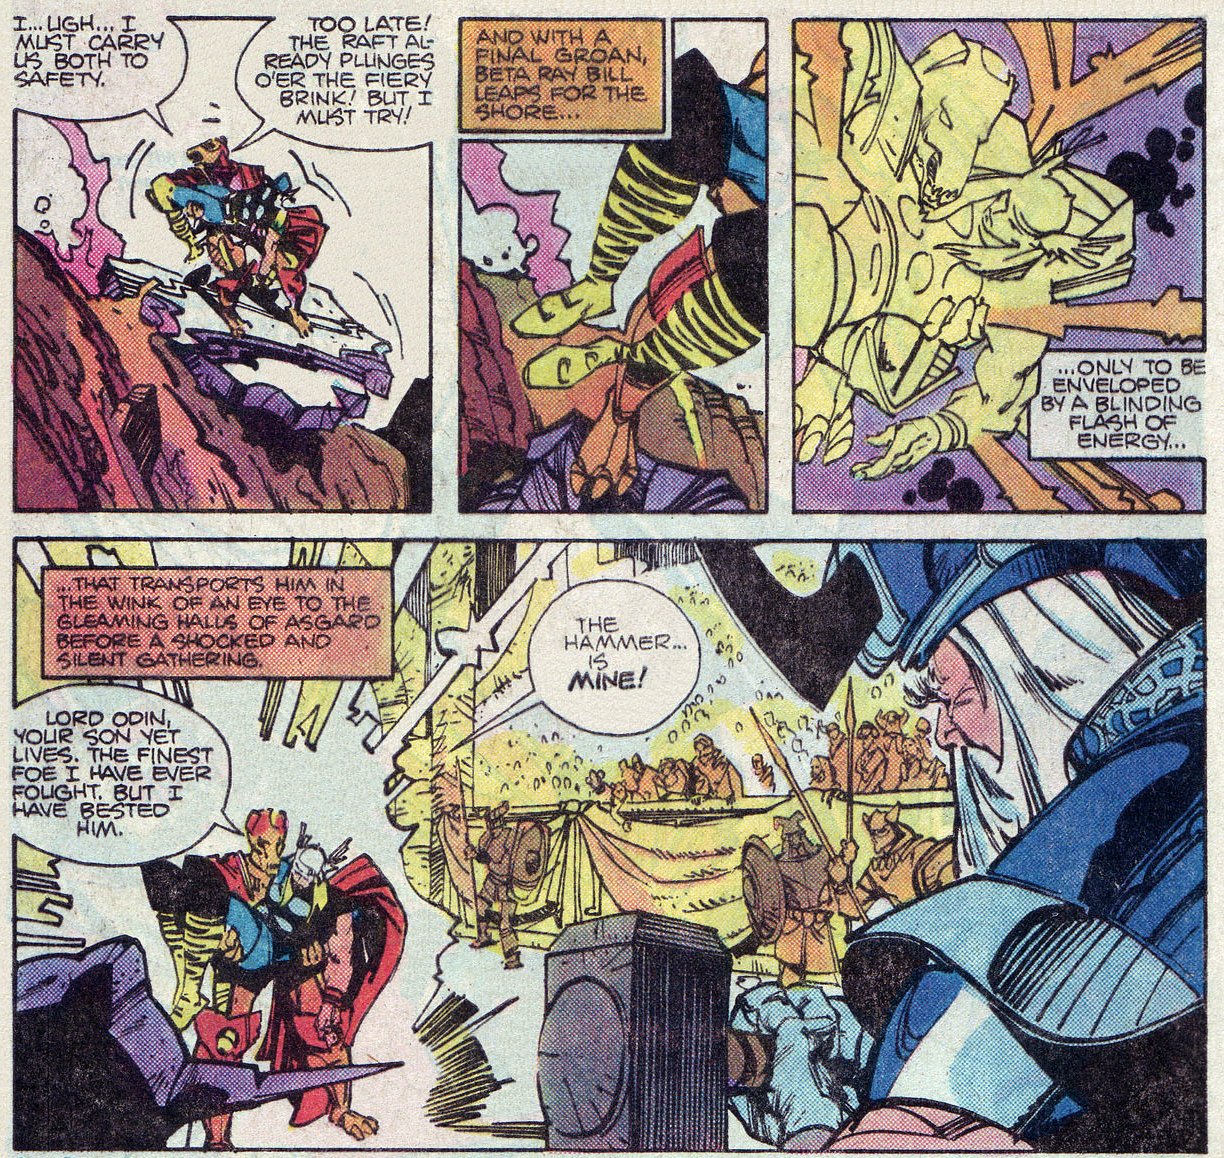 I...UGH... I
MUST CARRY
US BOTH TO
SAFETY.
TOO LATE!
THE RAFT AL-
READY PLUNGES
O'ER THE FIERY
BRINK! BUT I
MUST TRY!
AND WITH A
FINAL GROAN,
BETA RAY BILL
LEAPS FOR THE
SHORE...
...ONLY TO BE
ENVELOPED
BY A BLINDING
FLASH OF
ENERGY...
...THAT TRANSPORTS HIM IN
THE WINK OF AN EYE TO THE
GLEAMING HALLS OF ASGARD
BEFORE A SHOCKED AND
SILENT GATHERING.
LORD ODIN,
YOUR SON YET
LIVES. THE FINEST
FOE I HAVE EVER
FOUGHT. BUT I
HAVE BESTED
HIM.
THE
HAMMER...
IS
MINE!